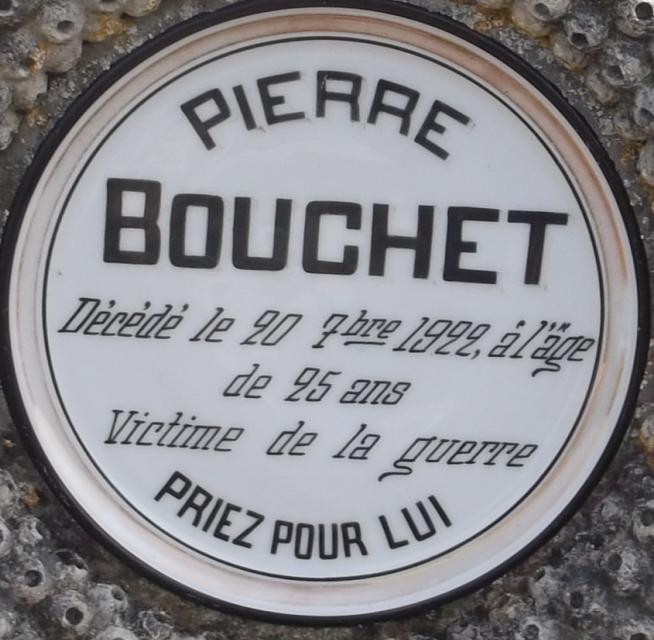 PIERRE
BOUCHET
Décédé le 20 7bre 1922, à l'âge
de 25 ans
Victime de la guerre
PRIEZ POUR LUI